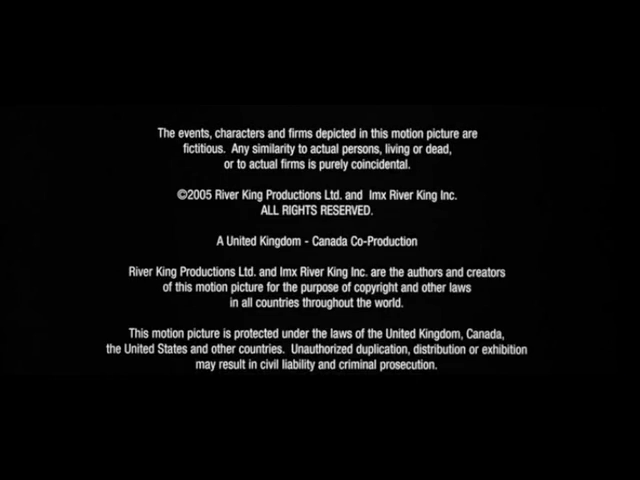 The events, characters and firms depicted in this motion picture are
fictitious. Any similarity to actual persons, living or dead,
or to actual firms is purely coincidental.
©2005 River King Productions Ltd. and Imx River King Inc.
ALL RIGHTS RESERVED.
A United Kingdom - Canada Co-Production
River King Productions Ltd. and Imx River King Inc. are the authors and creators
of this motion picture for the purpose of copyright and other laws
in all countries throughout the world.
This motion picture is protected under the laws of the United Kingdom, Canada,
the United States and other countries. Unauthorized duplication, distribution or exhibition
may result in civil liability and criminal prosecution.